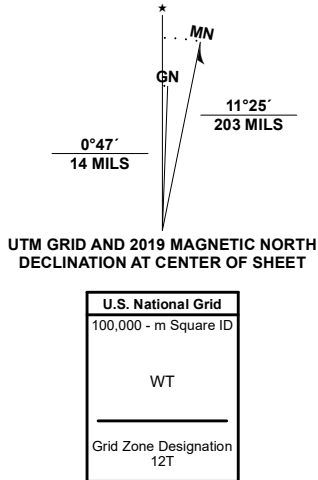 ★
MN
GN
11°25´
203 MILS
0°47´
14 MILS
UTM GRID AND 2019 MAGNETIC NORTH
DECLINATION AT CENTER OF SHEET
U.S. National Grid
100,000 - m Square ID
WT
Grid Zone Designation
12T